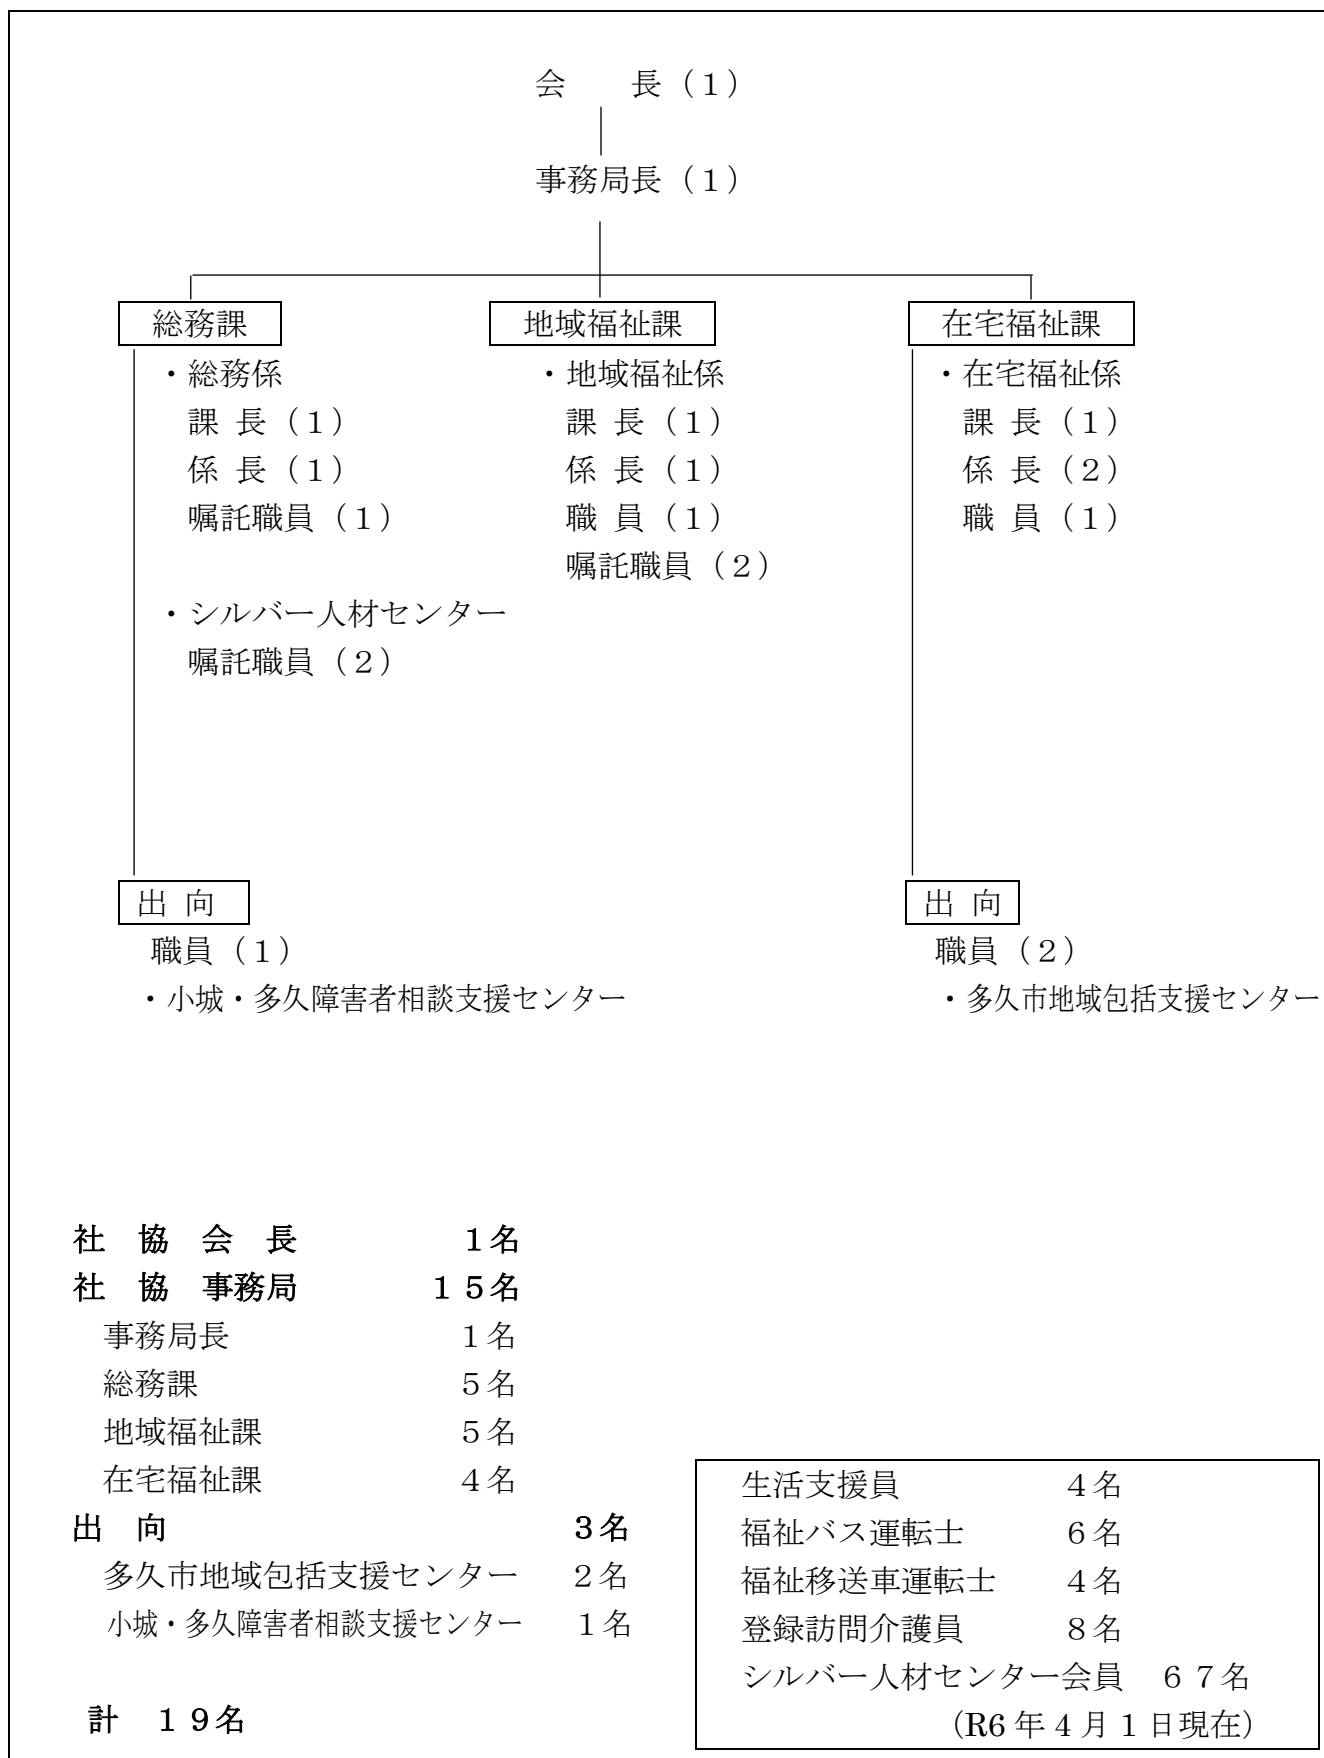 会　　長（１）
事務局長（１）
総務課
・総務係
課 長（１）
係 長（１）
嘱託職員（１）
・シルバー人材センター
嘱託職員（２）
出 向
職員（１）
・小城・多久障害者相談支援センター
地域福祉課
・地域福祉係
課 長（１）
係 長（１）
職 員（１）
嘱託職員（２）
在宅福祉課
・在宅福祉係
課 長（１）
係 長（２）
職 員（１）
出 向
職員（２）
・多久市地域包括支援センター
社　協　会　長　　　　１名
社　協　事務局　　　　１５名
事務局長　　　　１名
総務課　　　　５名
地域福祉課　　　　５名
在宅福祉課　　　　４名
出　向　　　　３名
多久市地域包括支援センター　２名
小城・多久障害者相談支援センター　１名
計　１９名
生活支援員　　　　４名
福祉バス運転士　　　４名
福祉移送車運転士　　４名
登録訪問介護員　　　８名
シルバー人材センター会員　６７名
（R6 年 4 月 1 日現在）